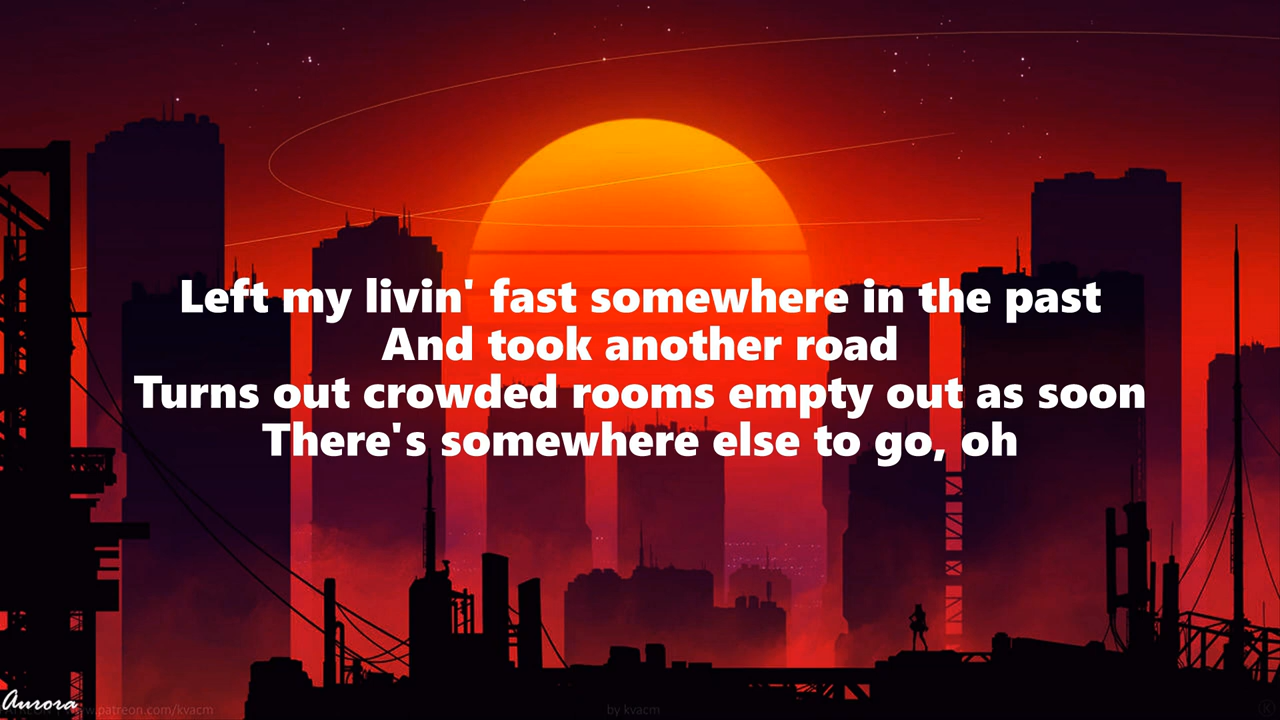 Left my livin' fast somewhere in the past
And took another road
Turns out crowded rooms empty out as soon
There's somewhere else to go, oh
Aurora www.patreon.com/kvacm
by kvacm